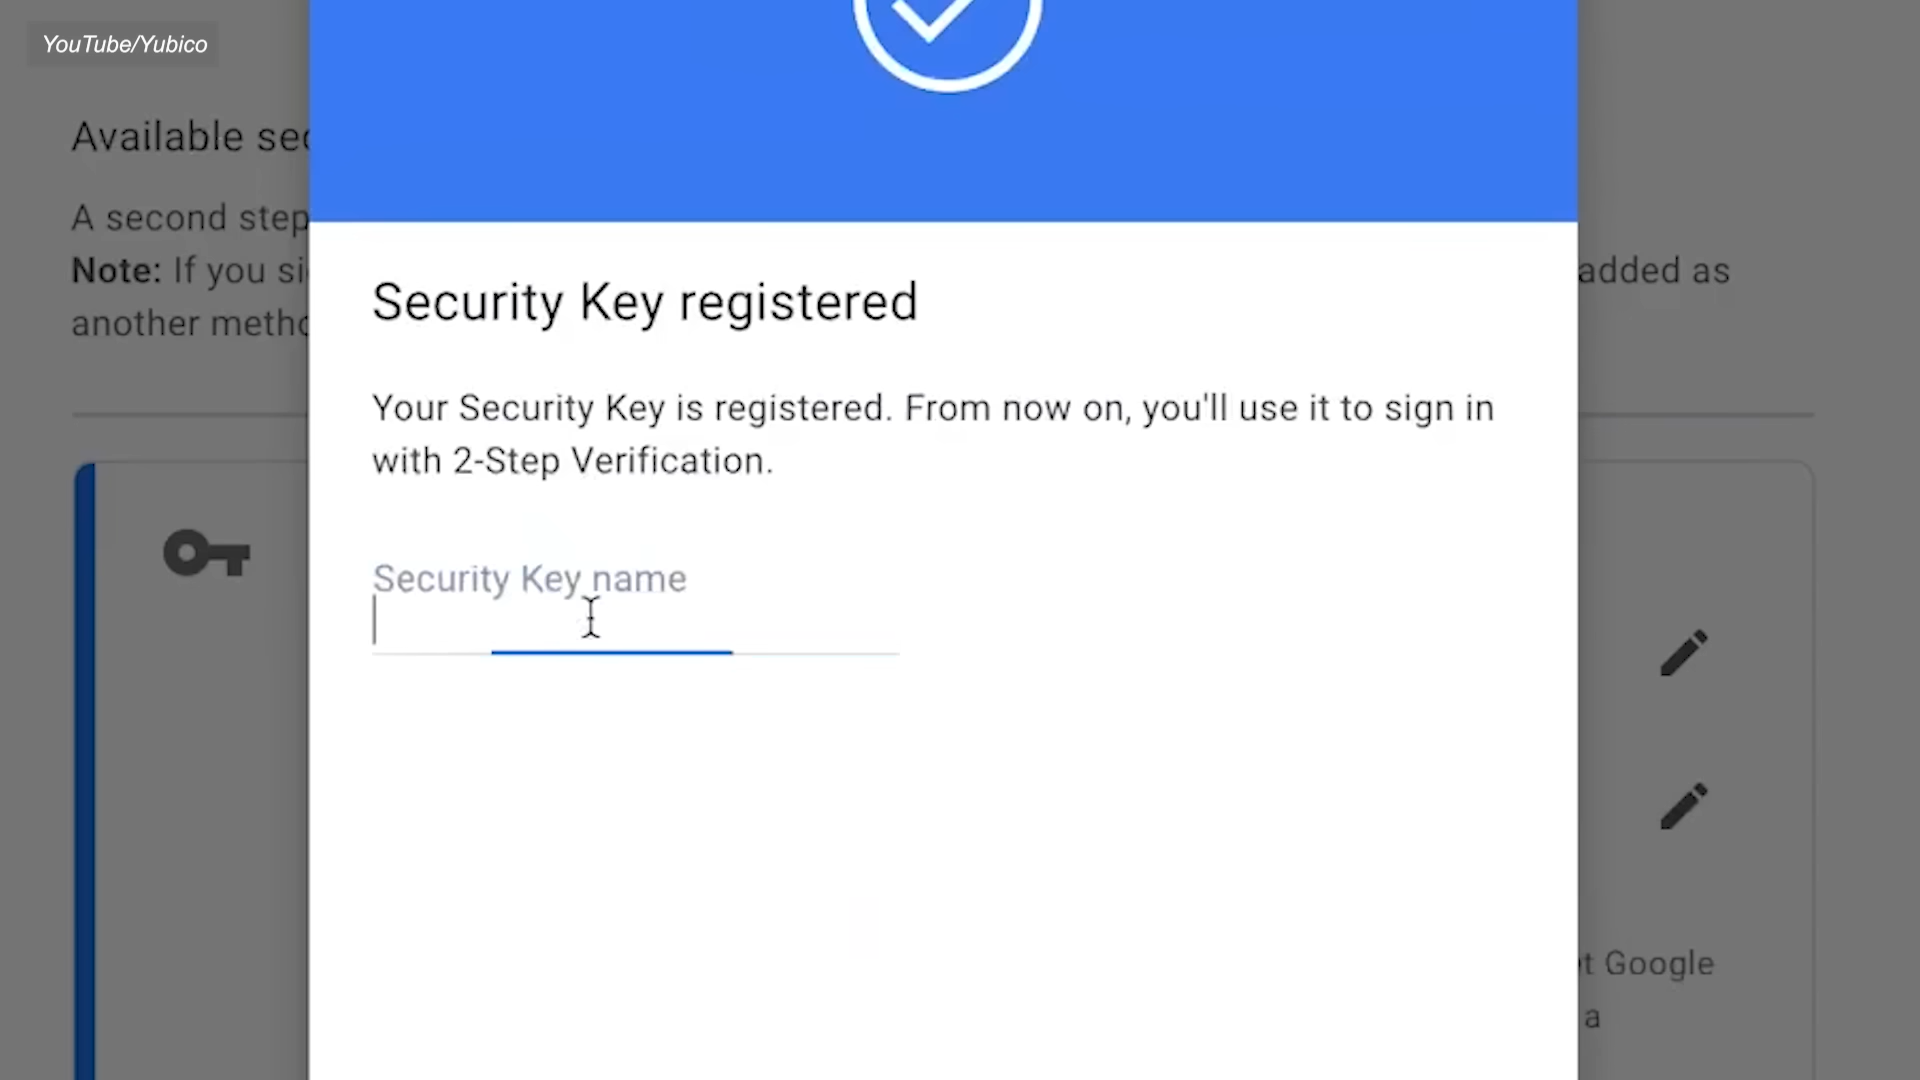 YouTube/Yubico
Available sec
A second step
Note: If you si
added as
another metho
Security Key registered
Your Security Key is registered. From now on, you'll use it to sign in
with 2-Step Verification.
Security Key name
t Google
a